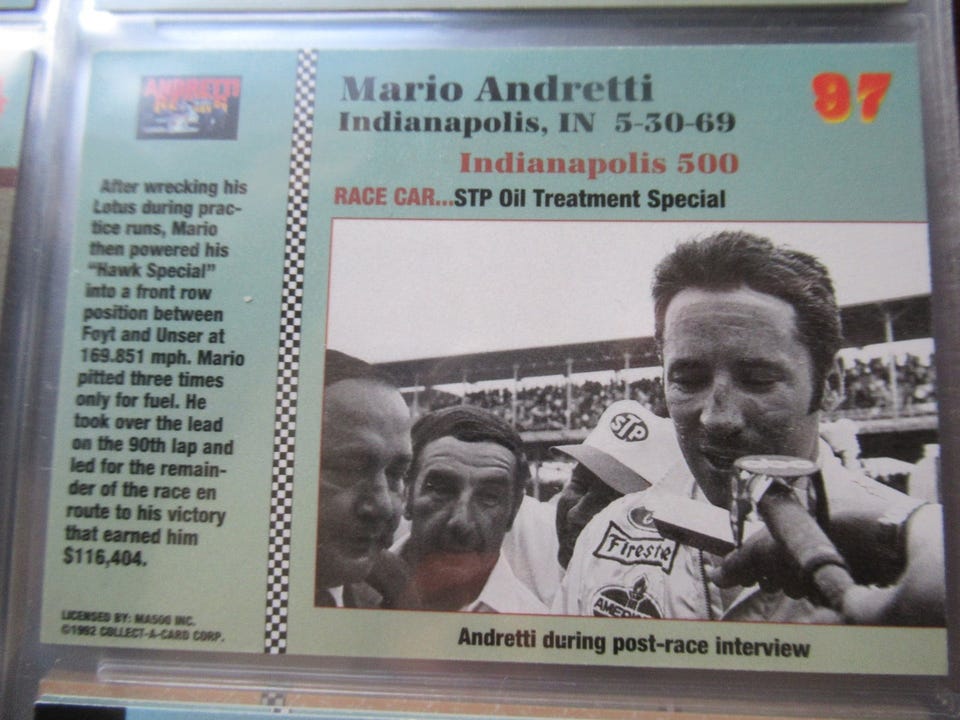 ANDRETTI
Mario Andretti
Indianapolis, IN 5-30-69
Indianapolis 500
RACE CAR...STP Oil Treatment Special
97
After wrecking his
Lotus during prac-
tice runs, Mario
then powered his
"Hawk Special"
into a front row
position between
Foyt and Unser at
169.851 mph. Mario
pitted three times
only for fuel. He
took over the lead
on the 90th lap and
led for the remain-
der of the race en
route to his victory
that earned him
$116,404.
LICENSED BY: MA500 INC.
©1992 COLLECT-A-CARD CORP.
STP
Firesto
AMERIC
Andretti during post-race interview